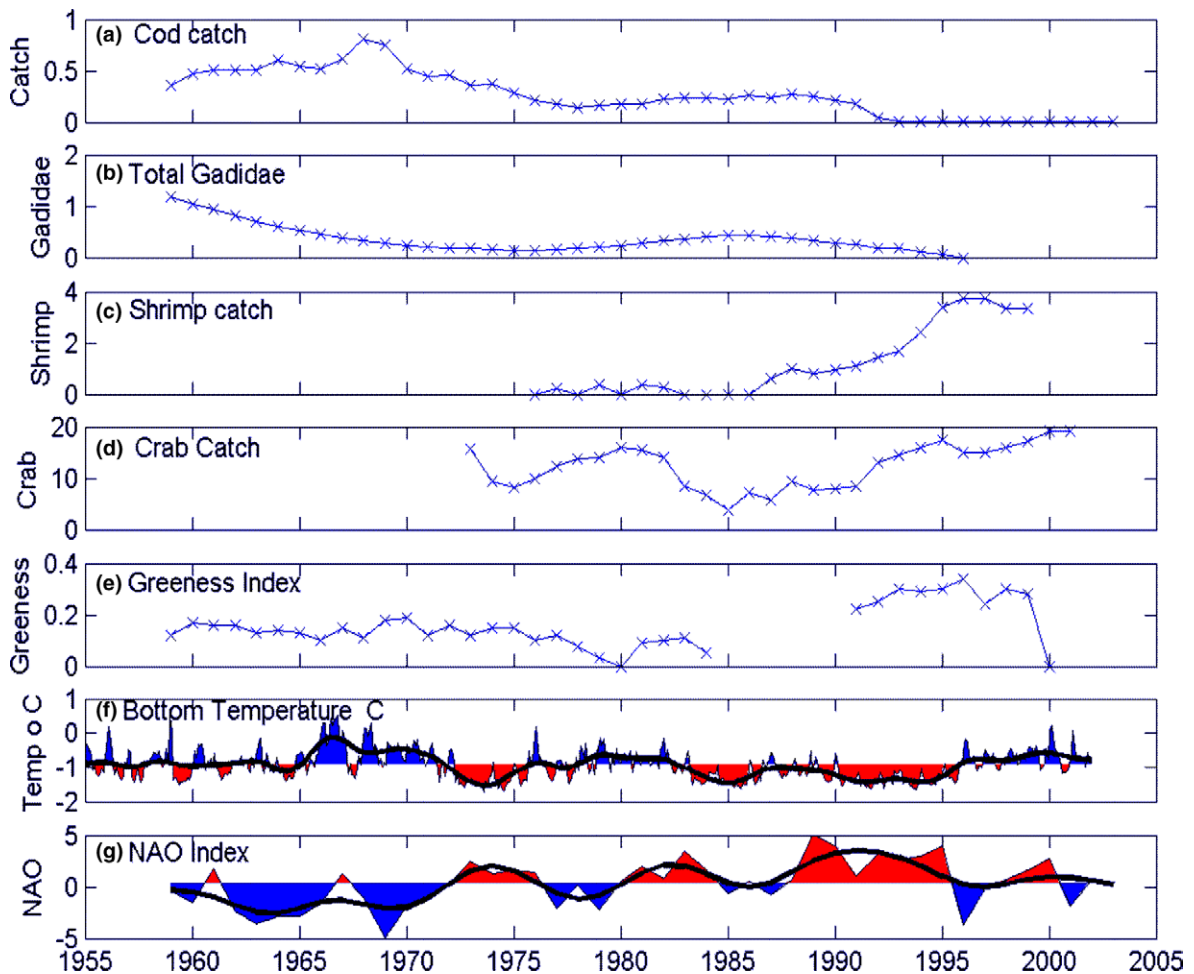 1
(a) Cod catch
Catch
0.5
0
2
(b) Total Gadidae
Gadidae
1
0
4
(c) Shrimp catch
Shrimp
2
0
20
(d) Crab Catch
Crab
10
0
0.4
(e) Greeness Index
Greeness
0.2
0
1
(f) Bottom Temperature C
Temp o C
0
-1
-2
5
(g) NAO Index
NAO
0
-5
1955 1960 1965 1970 1975 1980 1985 1990 1995 2000 2005